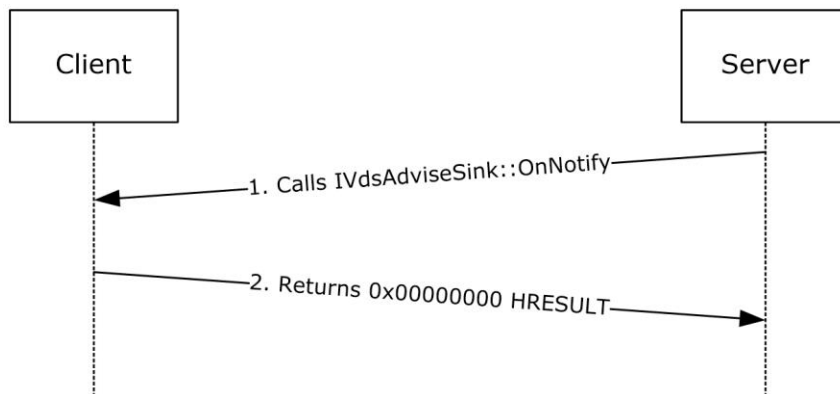 Client
Server
1. Calls IVdsAdviseSink::OnNotify
2. Returns 0x00000000 HRESULT